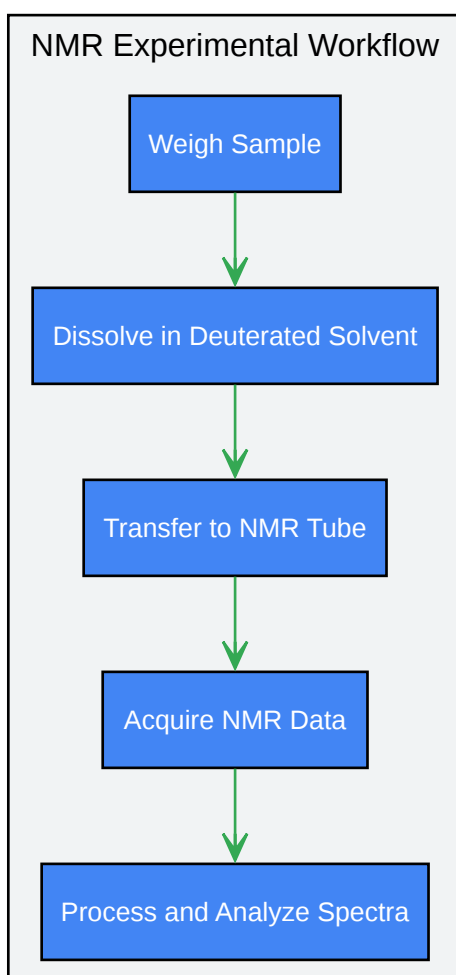 NMR Experimental Workflow
Weigh Sample
Dissolve in Deuterated Solvent
Transfer to NMR Tube
Acquire NMR Data
Process and Analyze Spectra